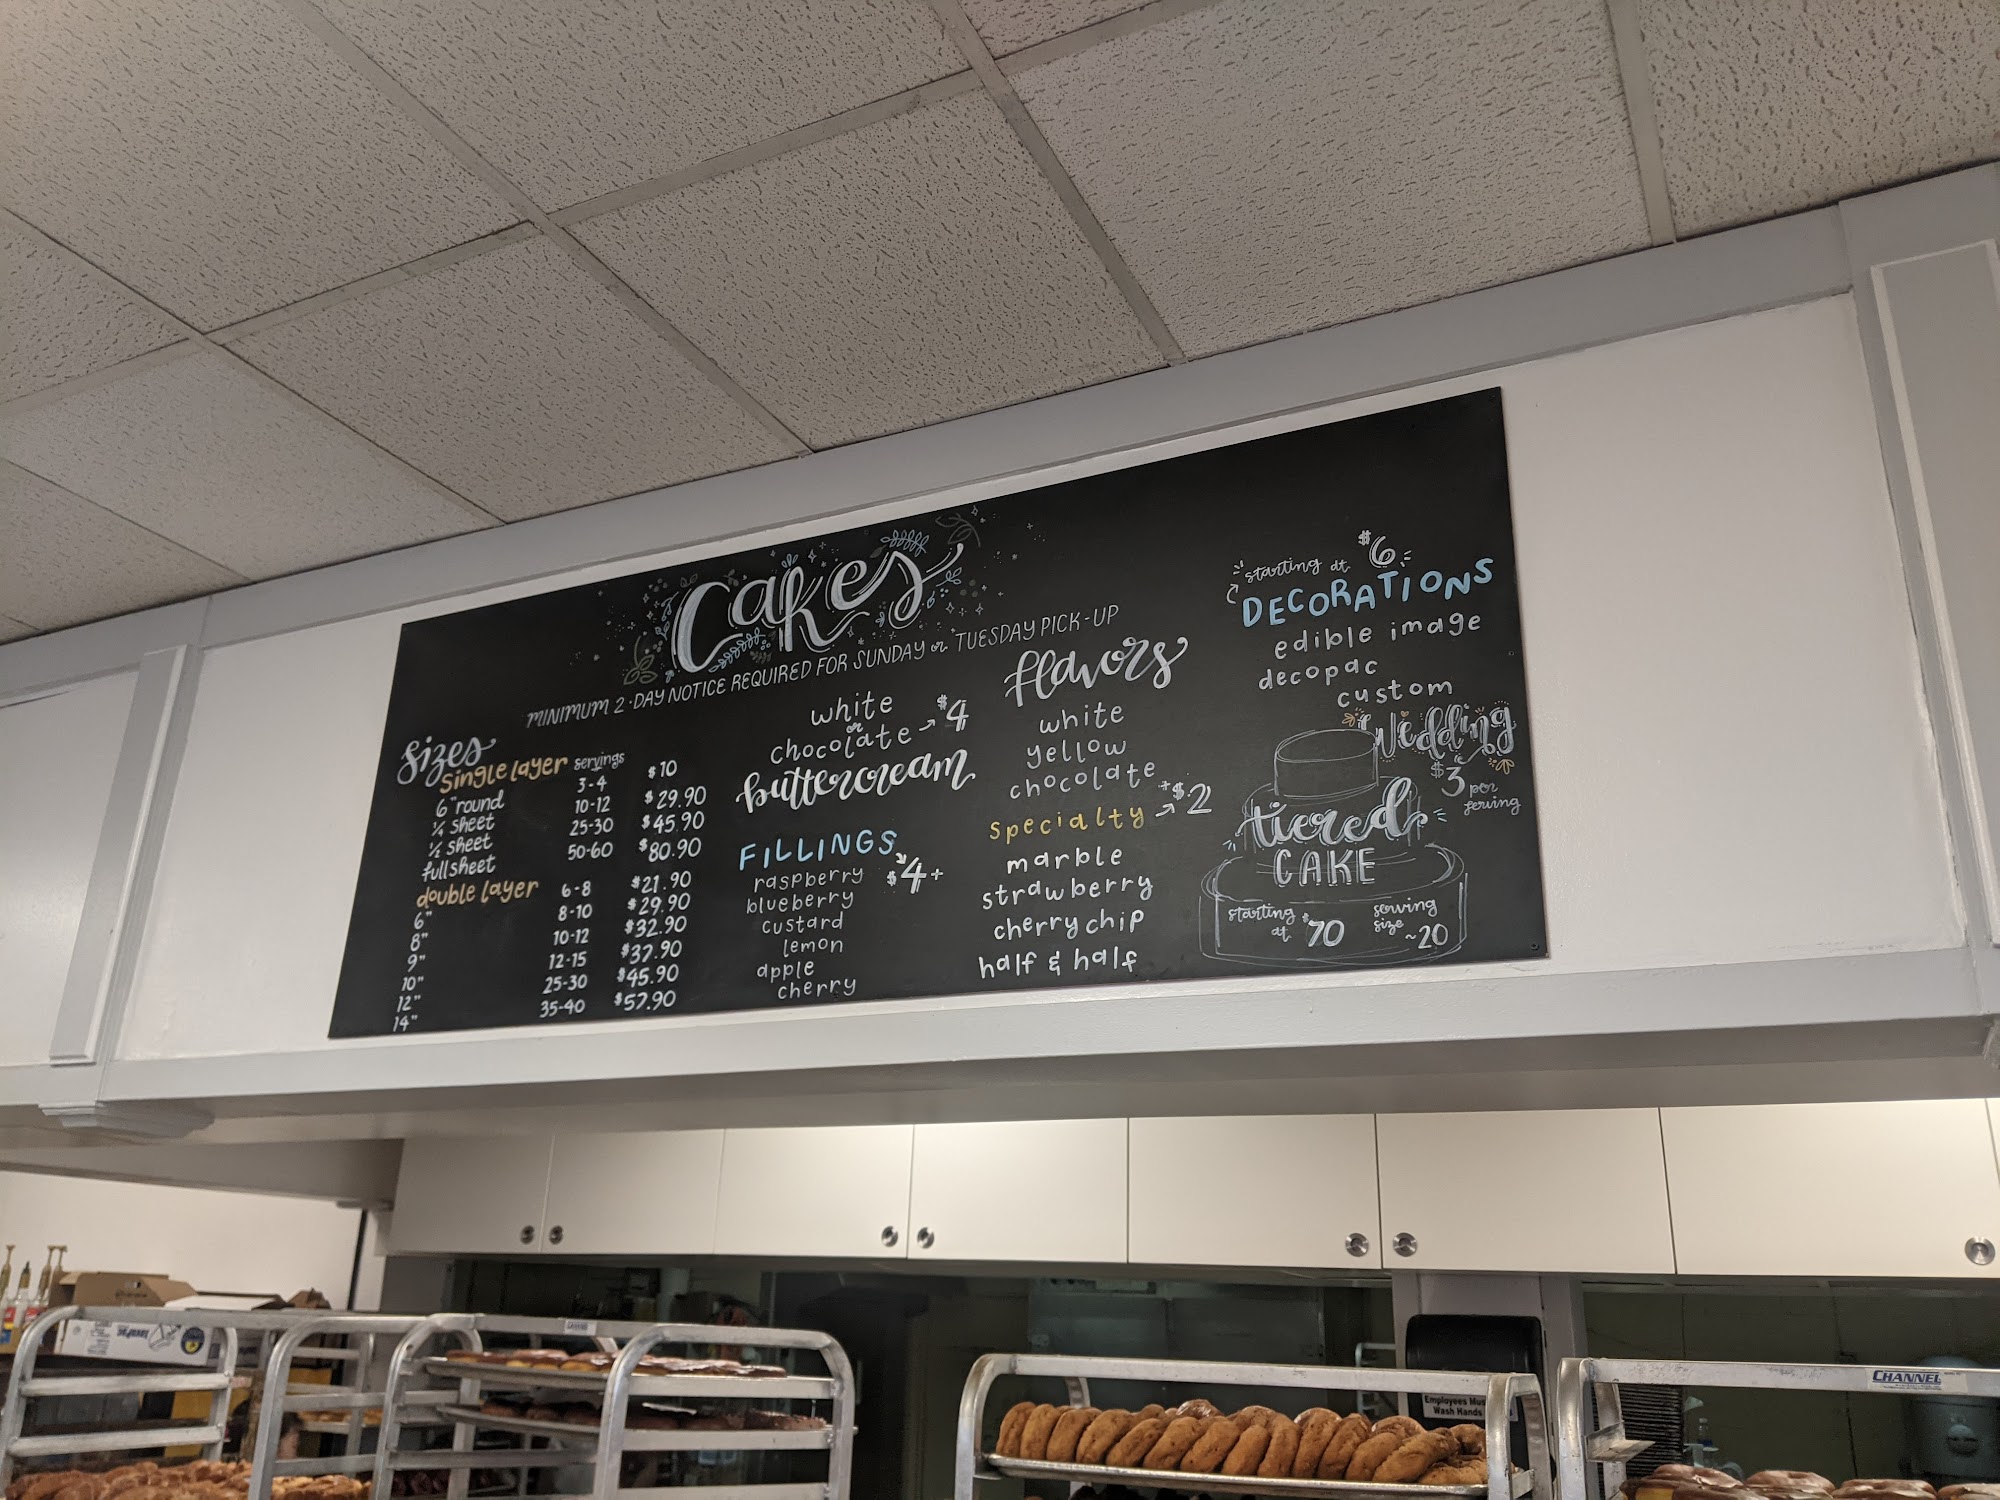 Cakes
MINIMUM 2-DAY NOTICE REQUIRED FOR SUNDAY or TUESDAY PICK-UP
sizes
single layer servings
6" round 3-4 $10
¼ sheet 10-12 $29.90
½ sheet 25-30 $45.90
full sheet 50-60 $80.90
double layer
6" 6-8 $21.90
8" 8-10 $29.90
9" 10-12 $32.90
10" 12-15 $37.90
12" 25-30 $45.90
14" 35-40 $57.90
white
or
chocolate → $4
buttercream
FILLINGS
$4+
raspberry
blueberry
custard
lemon
apple
cherry
flavors
white
yellow
chocolate
specialty → +$.2
marble
strawberry
cherry chip
half & half
starting at $6
DECORATIONS
edible image
decopac
custom
wedding
$3 per serving
tiered
CAKE
starting at $70
serving size ~20
Employees Must
Wash Hands
CHANNEL